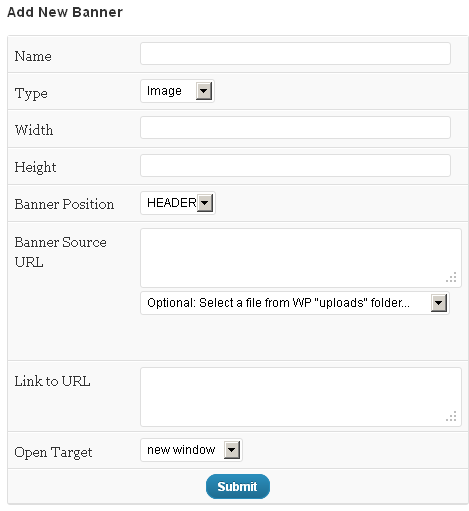 Add New Banner
Name
Type Image
Width
Height
Banner Position HEADER
Banner Source
URL
Optional: Select a file from WP "uploads" folder...
Link to URL
Open Target new window
Submit